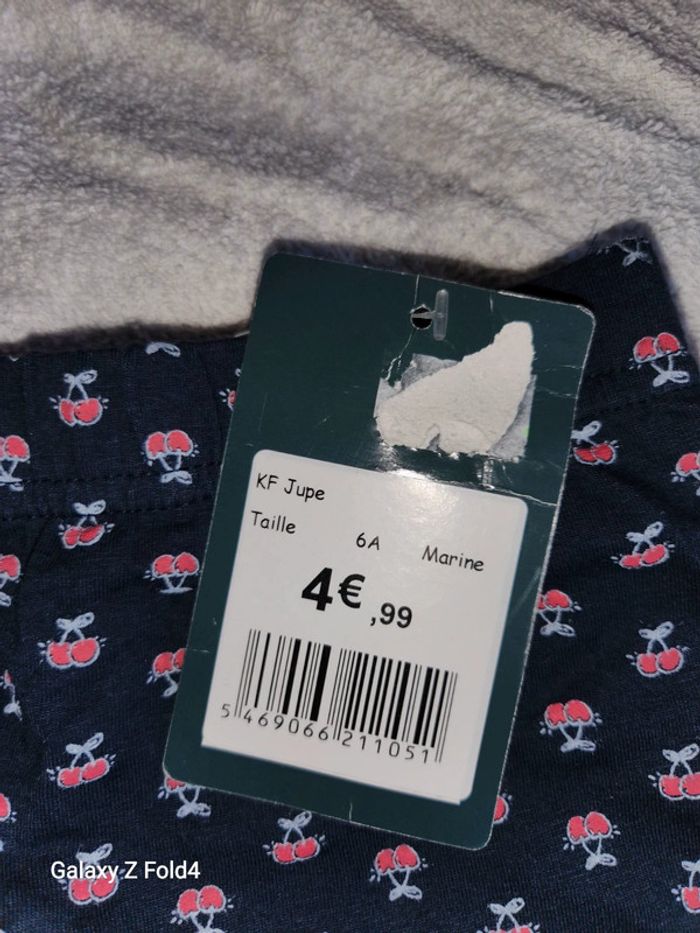 KF Jupe
Taille 6A Marine
4€,99
5 469066 211051
Galaxy Z Fold4